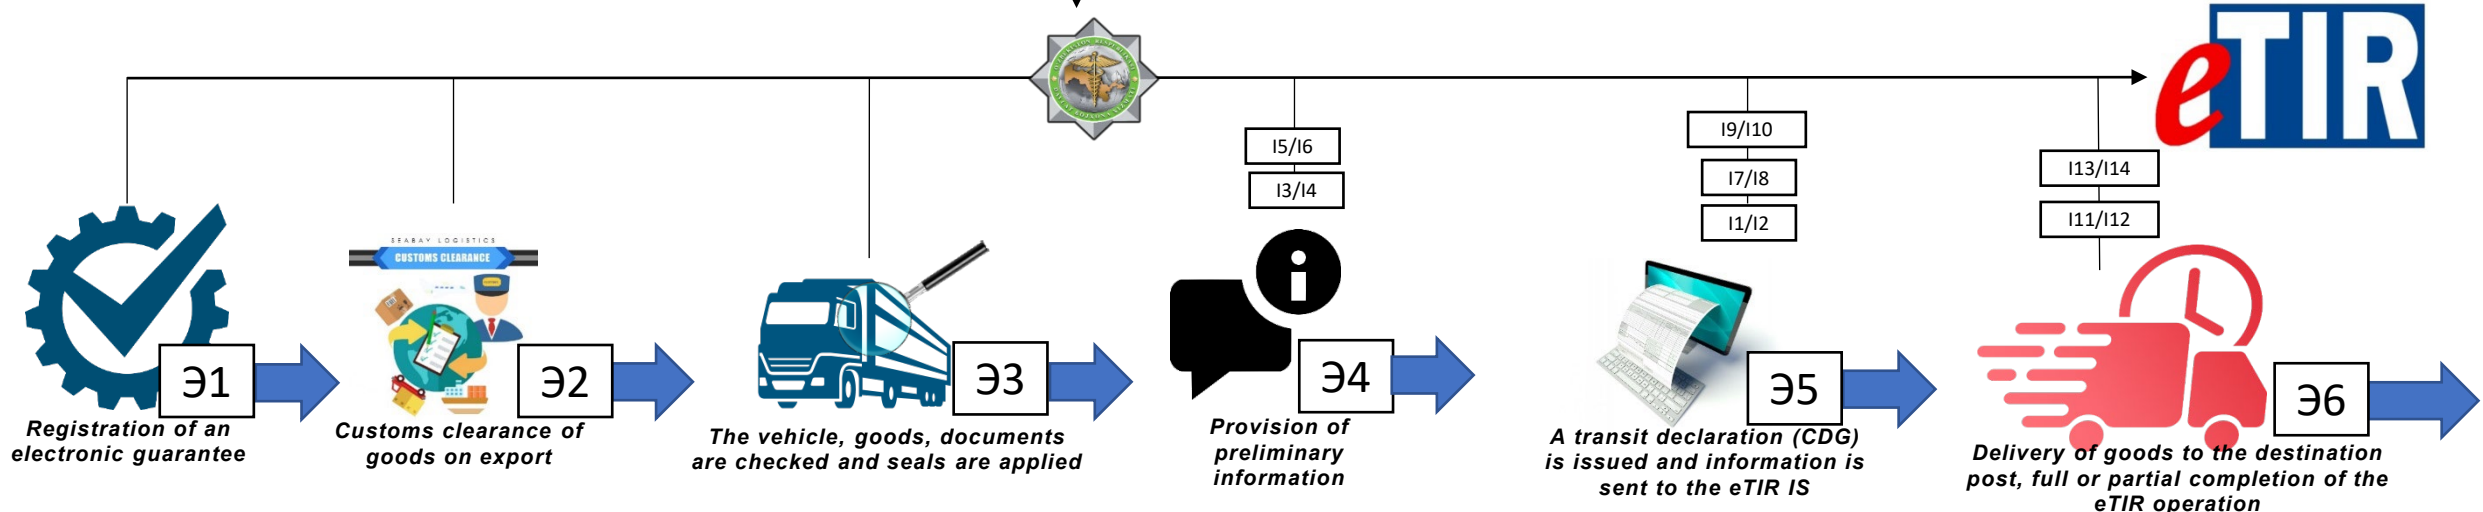 eTIR
I5/I6
I3/I4
I9/I10
I7/I8
I1/I2
I13/I14
I11/I12
SEABAY LOGISTICS
CUSTOMS CLEARANCE
Э1
Э2
Э3
Э4
Э5
Э6
Registration of an
electronic guarantee
Customs clearance of
goods on export
The vehicle, goods, documents
are checked and seals are applied
Provision of
preliminary
information
A transit declaration (CDG)
is issued and information is
sent to the eTIR IS
Delivery of goods to the destination
post, full or partial completion of the
eTIR operation